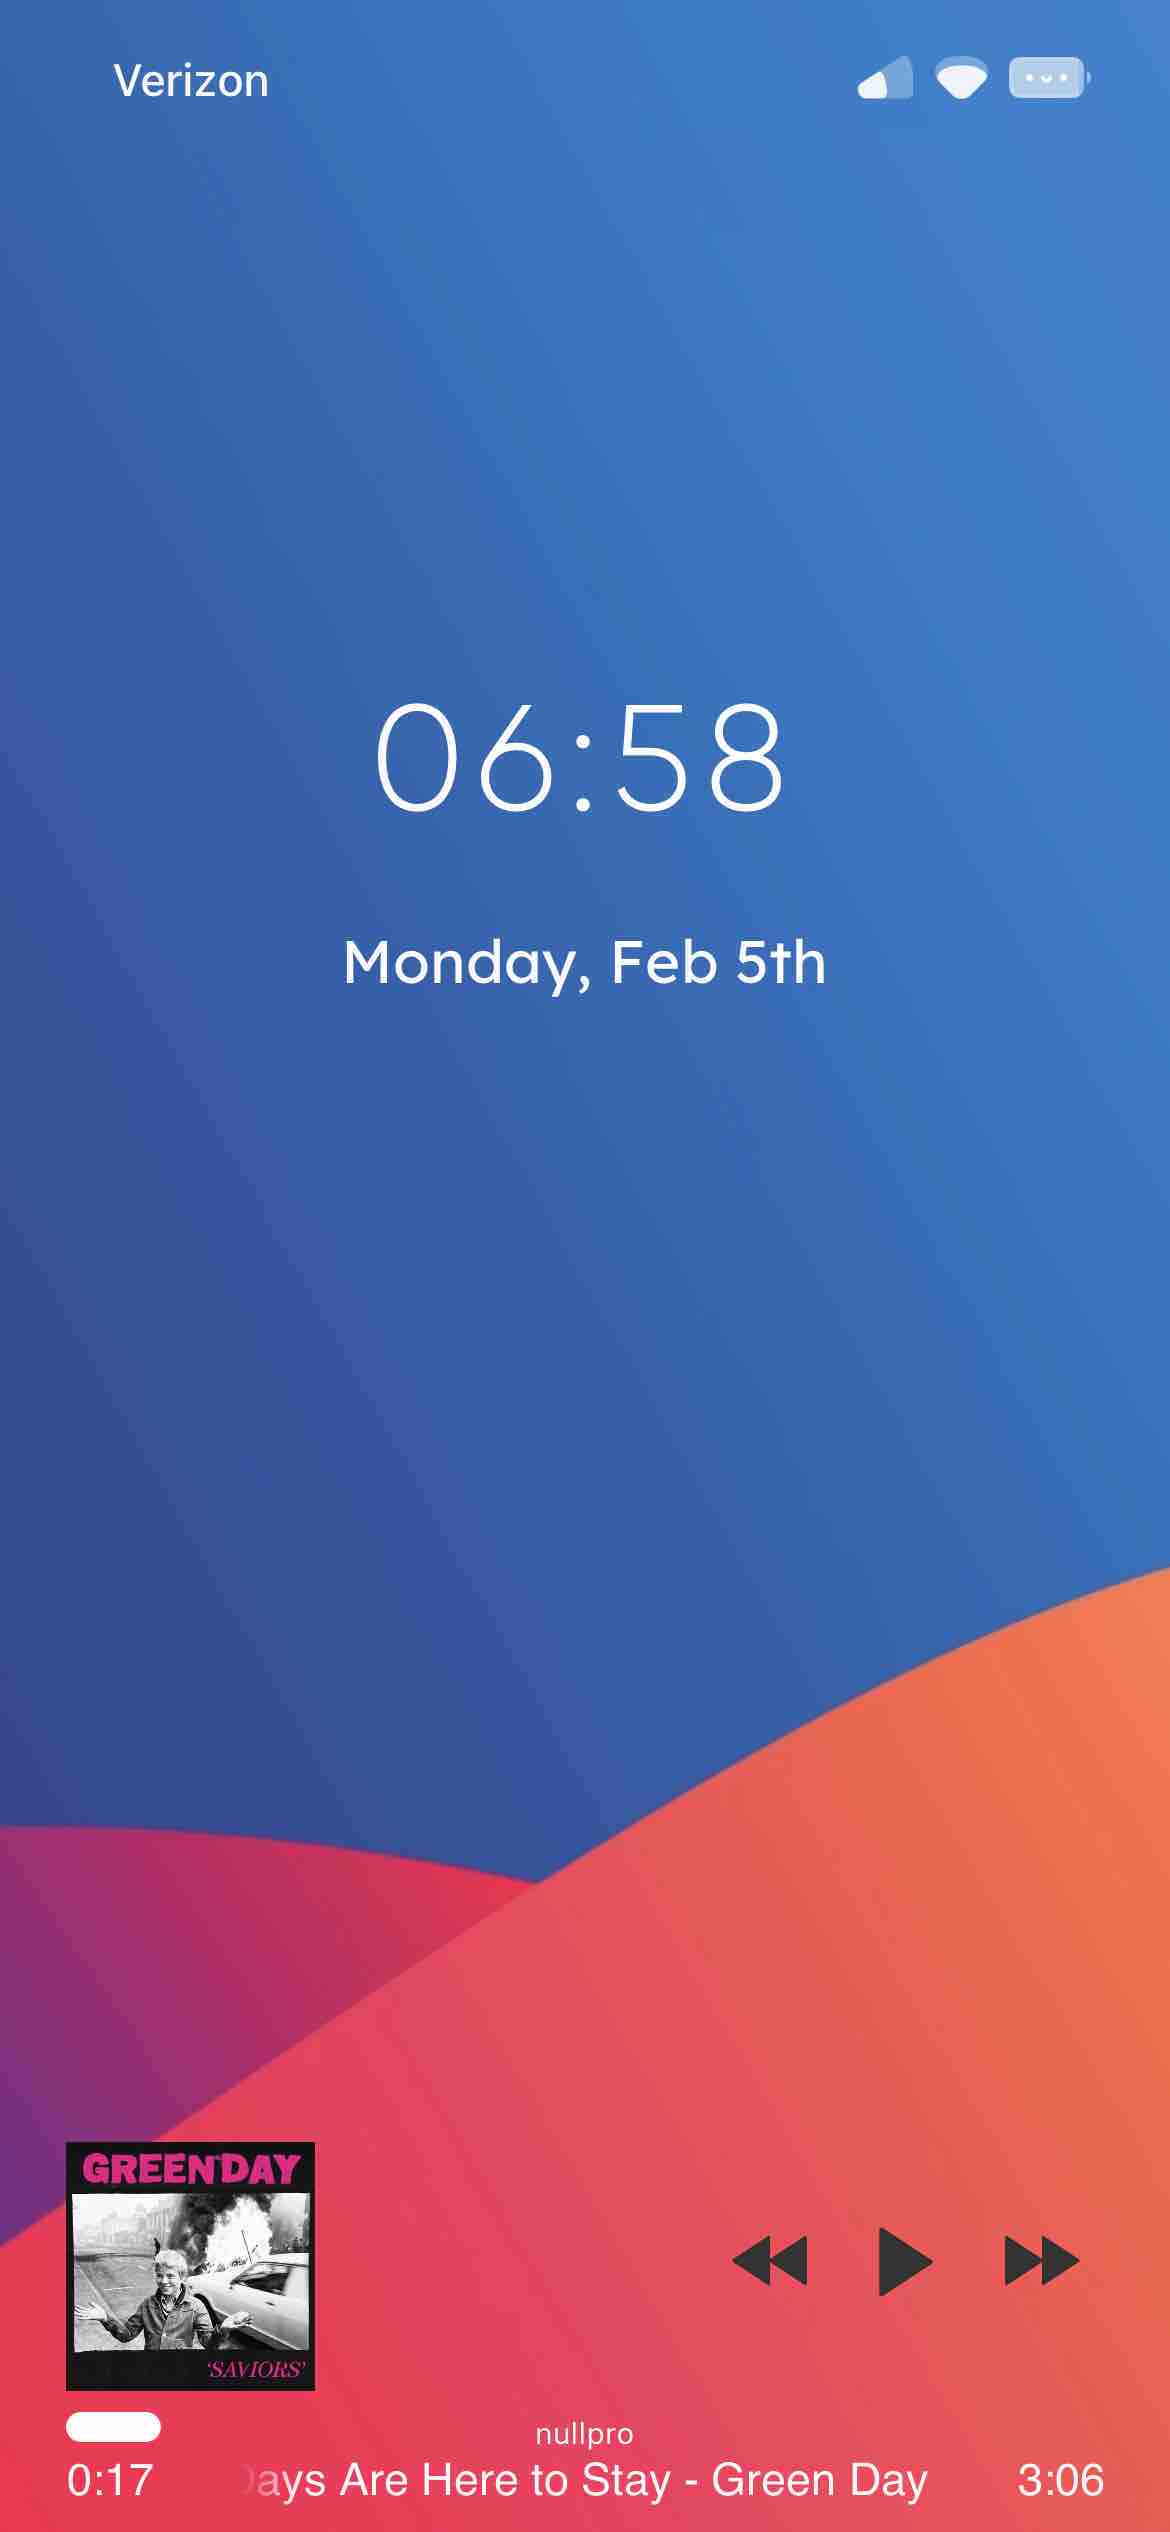 Verizon
06:58
Monday, Feb 5th
GREEN DAY
'SAVIORS'
nullpro
0:17 ays Are Here to Stay - Green Day 3:06